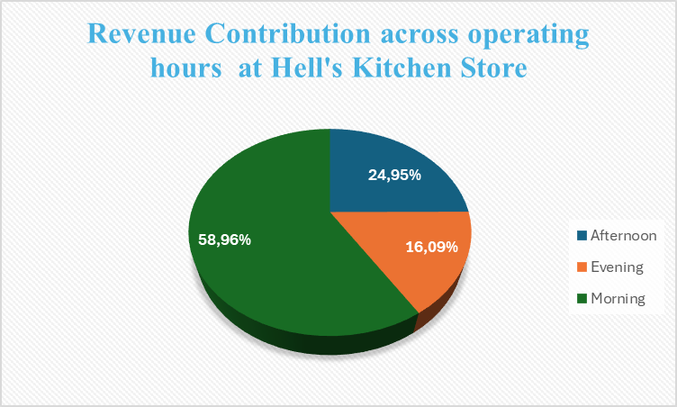 Revenue Contribution across operating
hours  at Hell's Kitchen Store
24,95%
58,96%
16,09%
Afternoon
Evening
Morning